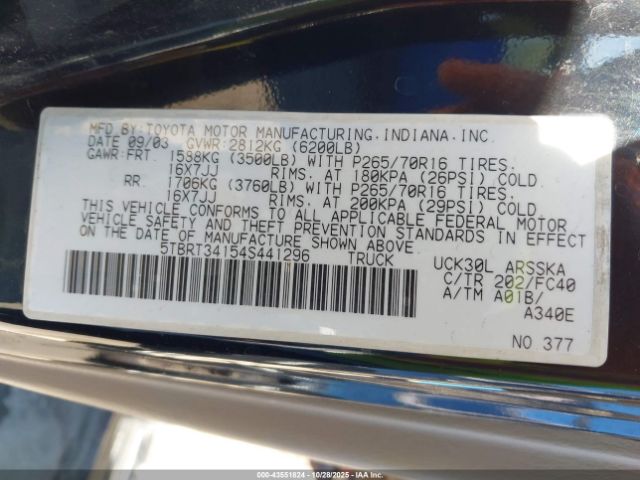 MFD.BY:TOYOTA MOTOR MANUFACTURING.INDIANA.INC.
DATE 09/03 GVWR:2812KG (6200LB)
GAWR:FRT 1588KG (3500LB) WITH P265/70R16 TIRES.
16X7JJ RIMS. AT 180KPA (26PSI) COLD.
RR 1706KG (3760LB) WITH P265/70R16 TIRES.
16X7JJ RIMS. AT 200KPA (29PSI) COLD.
THIS VEHICLE CONFORMS TO ALL APPLICABLE FEDERAL MOTOR
VEHICLE SAFETY AND THEFT PREVENTION STANDARDS IN EFFECT
ON THE DATE OF MANUFACTURE SHOWN ABOVE.
5TBRT34154S441296 TRUCK
UCK30L ARSSKA
C/TR 202/FC40
A/TM A01B/
A340E
NO 377
000-43551824 | 10/28/2025 | IAAI.COM